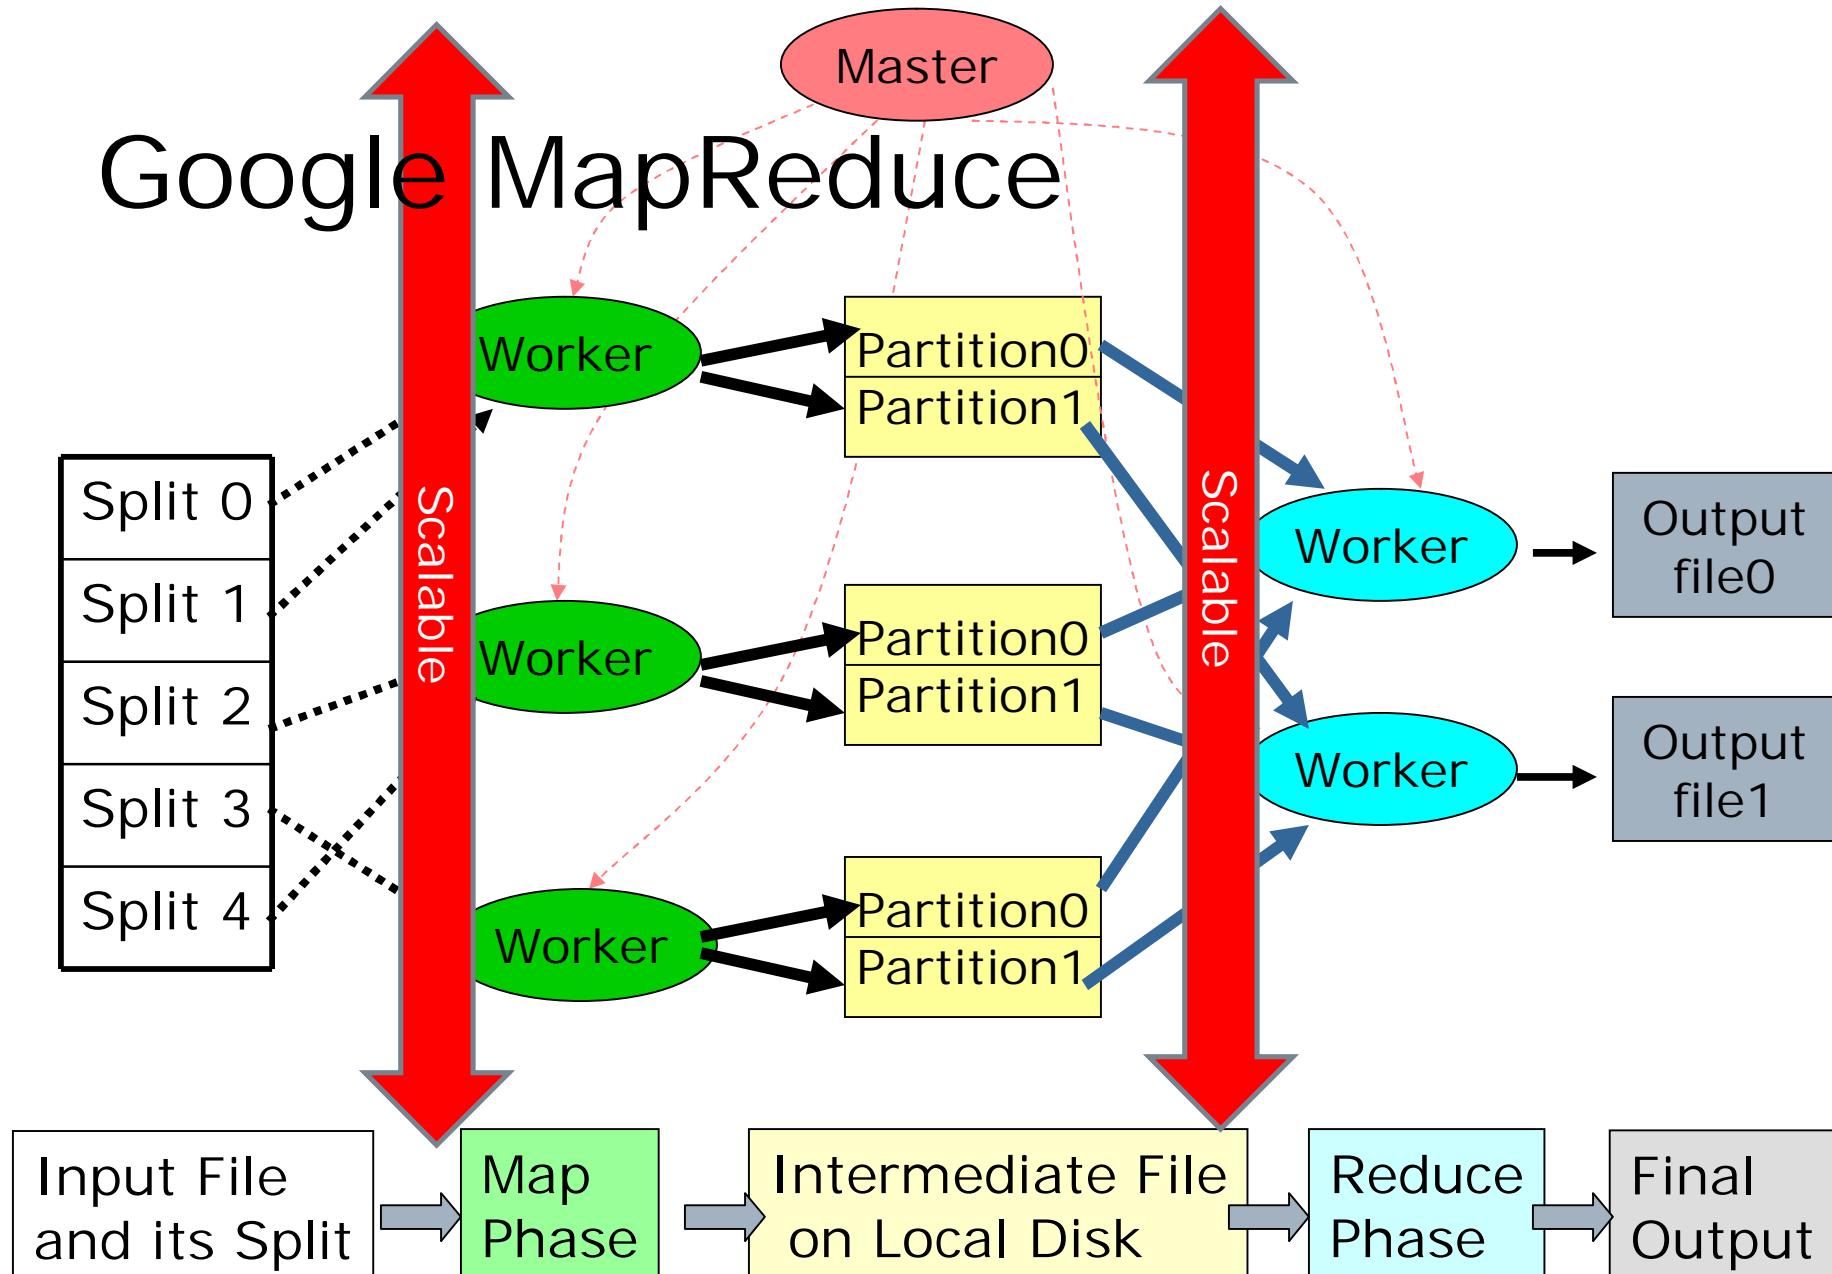 Master
Google MapReduce
Worker
Partition0
Partition1
Split 0
Split 1
Split 2
Split 3
Split 4
Scalable
Worker
Partition0
Partition1
Worker
Partition0
Partition1
Scalable
Worker
Output
file0
Worker
Output
file1
Input File
and its Split
Map
Phase
Intermediate File
on Local Disk
Reduce
Phase
Final
Output